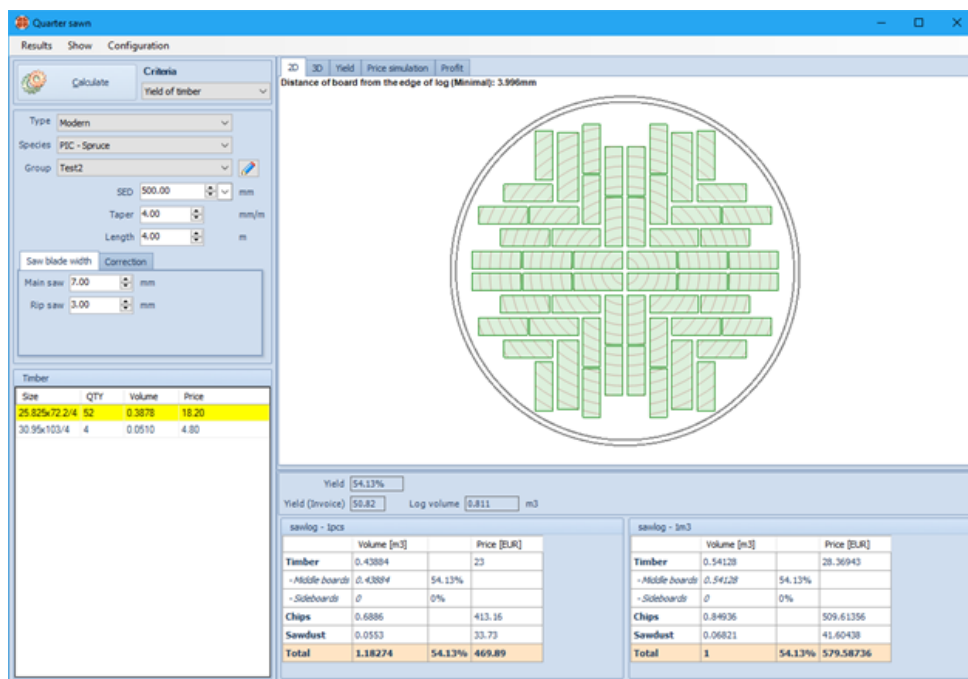 Quarter sawn
Results Show Configuration
Calculate
Criteria
Yield of timber
Type Modern
Species PIC - Spruce
Group Test2
SED 500.00 mm
Taper 4.00 mm/m
Length 4.00 m
Saw blade width Correction
Main saw 7.00 mm
Rip saw 3.00 mm
Timber
Size QTY Volume Price
25.825x72.2/4 52 0.3878 18.20
30.95x103/4 4 0.0510 4.80
2D 3D Yield Price simulation Profit
Distance of board from the edge of log (Minimal): 3.996mm
Yield 54.13%
Yield (Invoice) 50.82 Log volume 0.811 m3
sawlog - 1pcs
Volume [m3] Price [EUR]
Timber 0.43884 23
- Middle boards 0.43884 54.13%
- Sideboards 0 0%
Chips 0.6886 413.16
Sawdust 0.0553 33.73
Total 1.18274 54.13% 469.89
sawlog - 1m3
Volume [m3] Price [EUR]
Timber 0.54128 28.36943
- Middle boards 0.54128 54.13%
- Sideboards 0 0%
Chips 0.84936 509.61356
Sawdust 0.06821 41.60438
Total 1 54.13% 579.58736